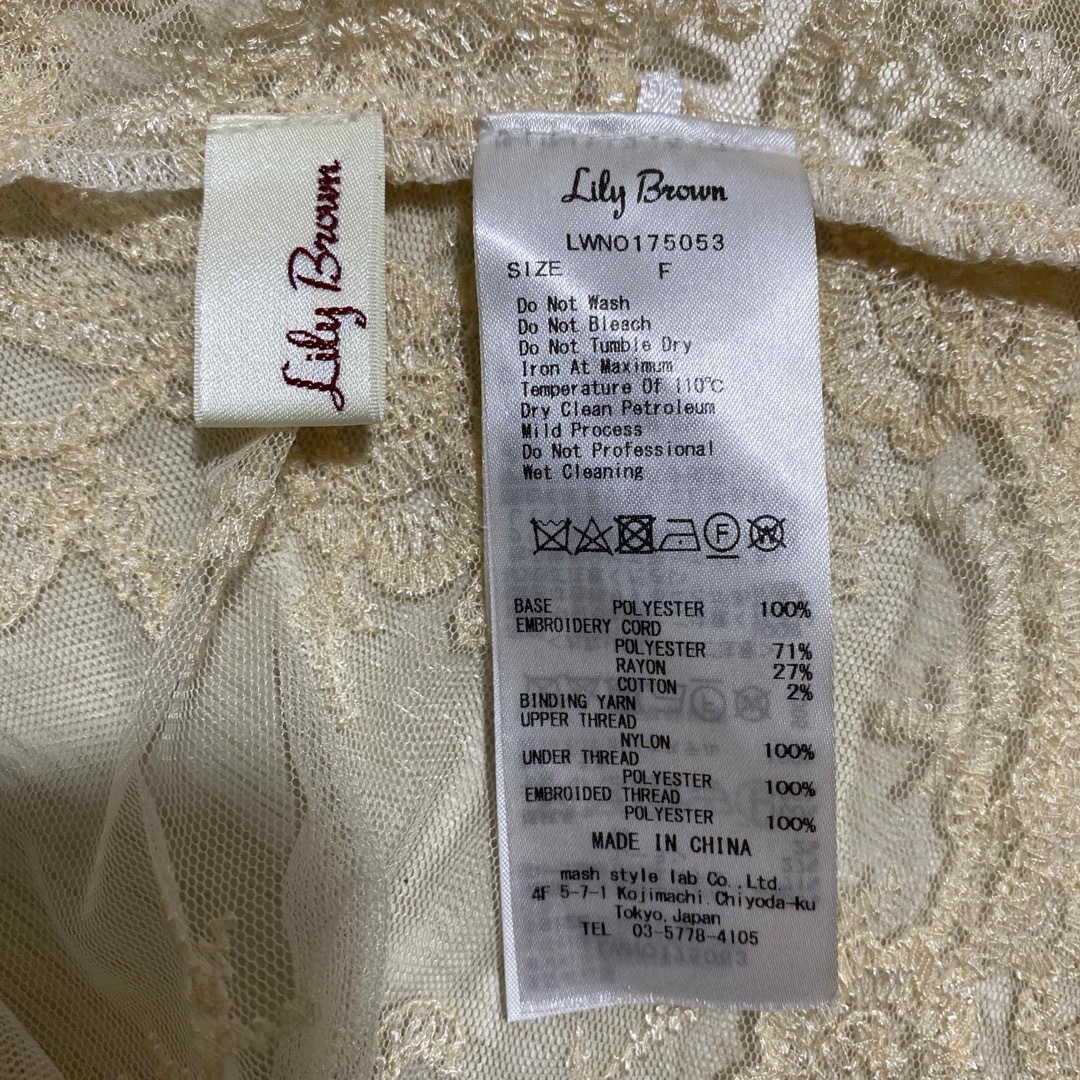 Lily Brown
Lily Brown
LWNO175053
SIZE F
Do Not Wash
Do Not Bleach
Do Not Tumble Dry
Iron At Maximum
Temperature Of 110℃
Dry Clean Petroleum
Mild Process
Do Not Professional
Wet Cleaning
F W
BASE POLYESTER 100%
EMBROIDERY CORD
POLYESTER 71%
RAYON 27%
COTTON 2%
BINDING YARN
UPPER THREAD
NYLON 100%
UNDER THREAD
POLYESTER 100%
EMBROIDED THREAD
POLYESTER 100%
MADE IN CHINA
mash style lab Co.,Ltd.
4F 5-7-1 Kojimachi.Chiyoda-ku
Tokyo.Japan
TEL 03-5778-4105